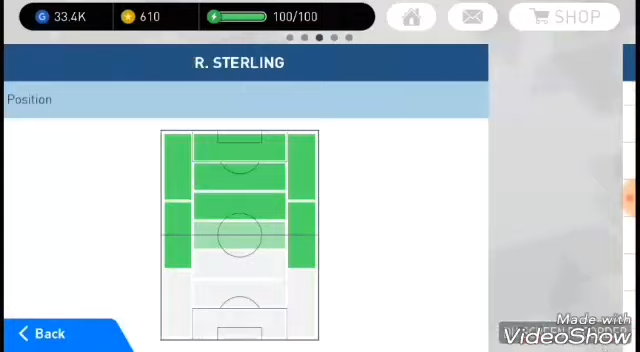 G 33.4K 610 100/100 SHOP
R. STERLING
Position
Back
Made with
VideoShow